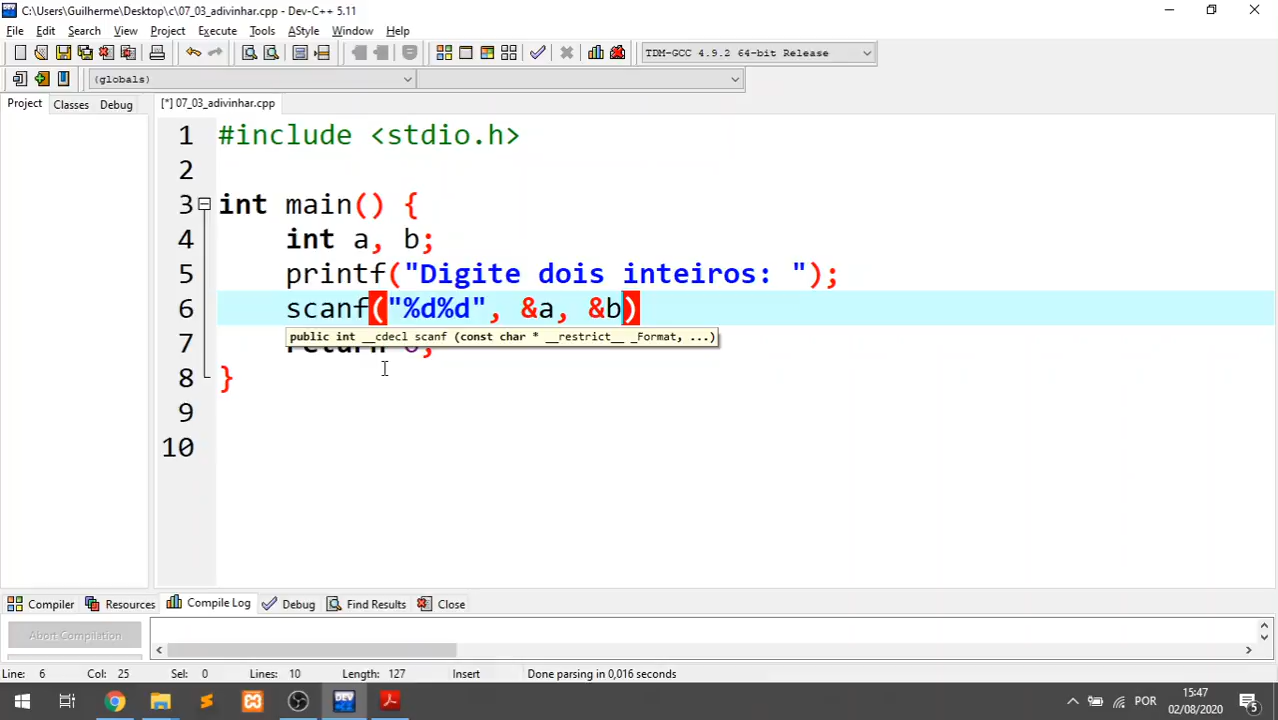 C:\Users\Guilherme\Desktop\c\07_03_adivinhar.cpp - Dev-C++ 5.11
File Edit Search View Project Execute Tools AStyle Window Help
TDM-GCC 4.9.2 64-bit Release
(globals)
Project Classes Debug [*] 07_03_adivinhar.cpp
1 #include <stdio.h>
2
3 int main() {
4 int a, b;
5 printf("Digite dois inteiros: ");
6 scanf("%d%d", &a, &b)
public int __cdecl scanf (const char * __restrict__ _Format, ...)
7 return 0;
8 }
9
10
Compiler Resources Compile Log Debug Find Results Close
Abort Compilation
Line: 6 Col: 25 Sel: 0 Lines: 10 Length: 127 Insert Done parsing in 0,016 seconds
DEV
POR
15:47
02/08/2020
5